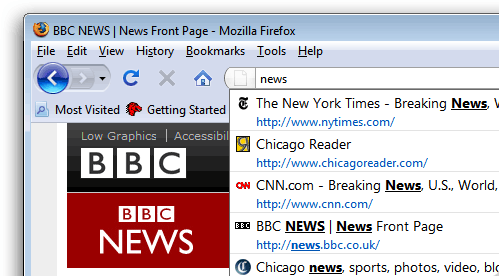 BBC NEWS | News Front Page - Mozilla Firefox
File Edit View History Bookmarks Tools Help
news
Most Visited Getting Started
The New York Times - Breaking News, W
http://www.nytimes.com/
Chicago Reader
http://www.chicagoreader.com/
CNN.com - Breaking News, U.S., World,
http://www.cnn.com/
BBC NEWS | News Front Page
http://news.bbc.co.uk/
Chicago news, sports, photos, video, blo
Low Graphics | Accessibil
BBC
BBC
NEWS